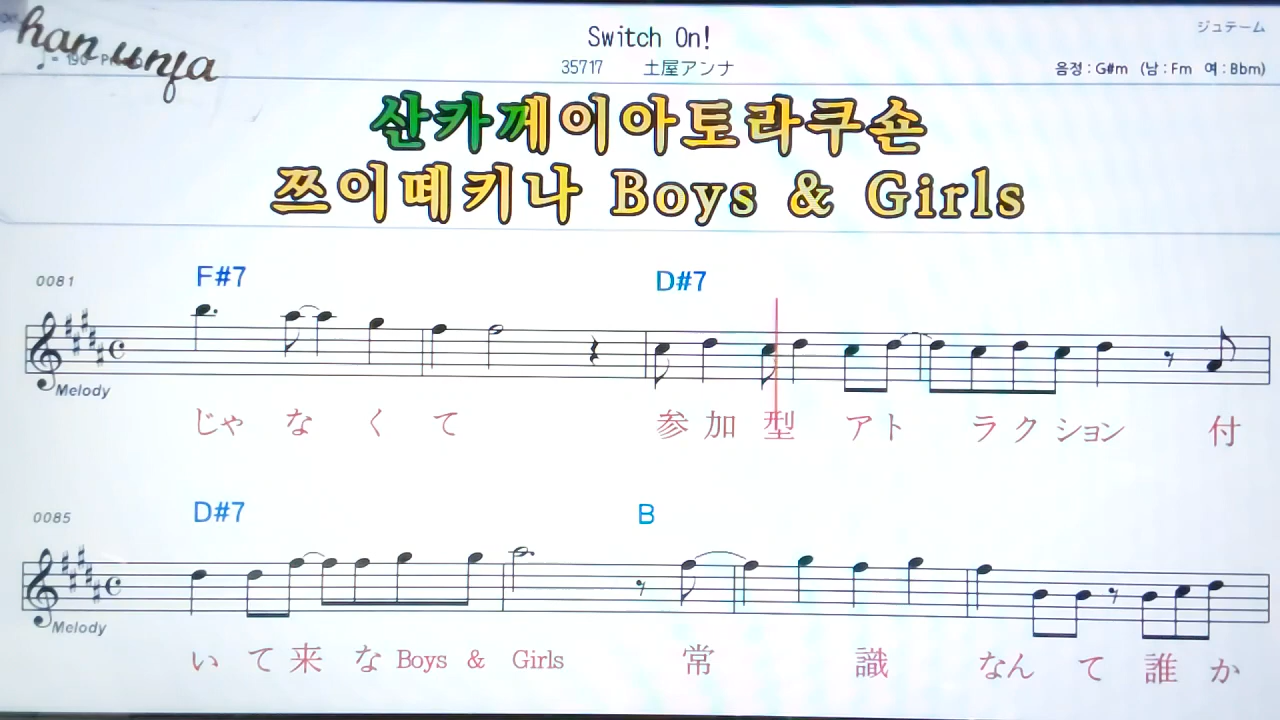 han unfa
Switch On!
ジュテーム
35717 土屋アンナ
음정 : G#m (남 : Fm 여 : Bbm)
산카께이아토라쿠숀
쯔이떼키나 Boys & Girls
0081
F#7 D#7
Melody
じゃ な く て 参 加 型 ア ト ラ ク ション 付
0085
D#7 B
Melody
い て 来 な Boys & Girls 常 識 なん て 誰 か